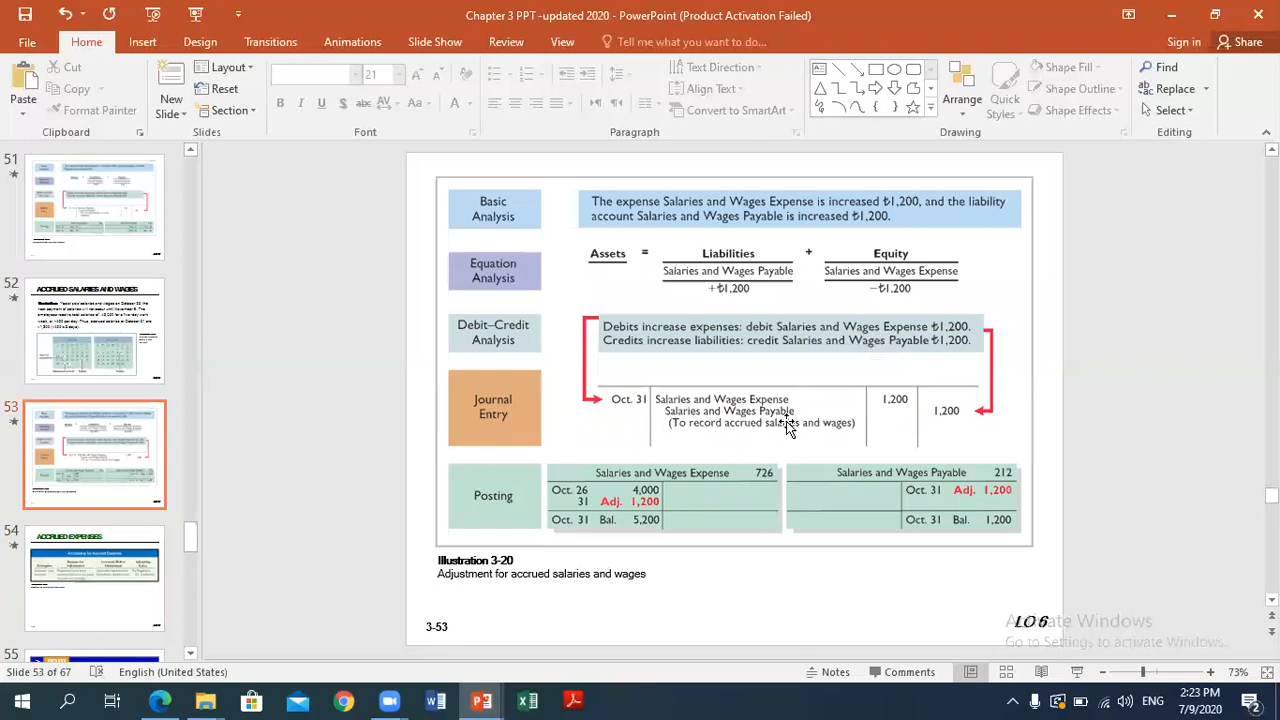 Chapter 3 PPT -updated-2020 - PowerPoint (Product Activation Failed)
File
Home
Insert
Design
Transitions
Animations
Slide Show
Review
View
Tell me what you want to do...
Sign in
Share
Paste
Cut
Copy
Format Painter
Clipboard
New Slide
Layout
Reset
Section
Slides
21
Font
Text Direction
Align Text
Convert to SmartArt
Paragraph
Arrange
Quick Styles
Shape Fill
Shape Outline
Shape Effects
Drawing
Find
Replace
Select
Editing
51
52
ACCRUED SALARIES AND WAGES
53
54
ACCRUED EXPENSES
55
Basic Analysis
The expense Salaries and Wages Expense is increased ₺1,200, and the liability
account Salaries and Wages Payable is increased ₺1,200.
Equation Analysis
Assets = Liabilities + Equity
Salaries and Wages Payable Salaries and Wages Expense
+₺1,200 −₺1,200
Debit–Credit Analysis
Debits increase expenses: debit Salaries and Wages Expense ₺1,200.
Credits increase liabilities: credit Salaries and Wages Payable ₺1,200.
Journal Entry
Oct. 31 Salaries and Wages Expense 1,200
Salaries and Wages Payable 1,200
(To record accrued salaries and wages)
Posting
Salaries and Wages Expense 726
Oct. 26 4,000
31 Adj. 1,200
Oct. 31 Bal. 5,200
Salaries and Wages Payable 212
Oct. 31 Adj. 1,200
Oct. 31 Bal. 1,200
Illustration 3-20
Adjustment for accrued salaries and wages
3-53
LO 6
Activate Windows
Go to Settings to activate Windows.
Slide 53 of 67
English (United States)
Notes
Comments
73%
ENG
2:23 PM
7/9/2020
2